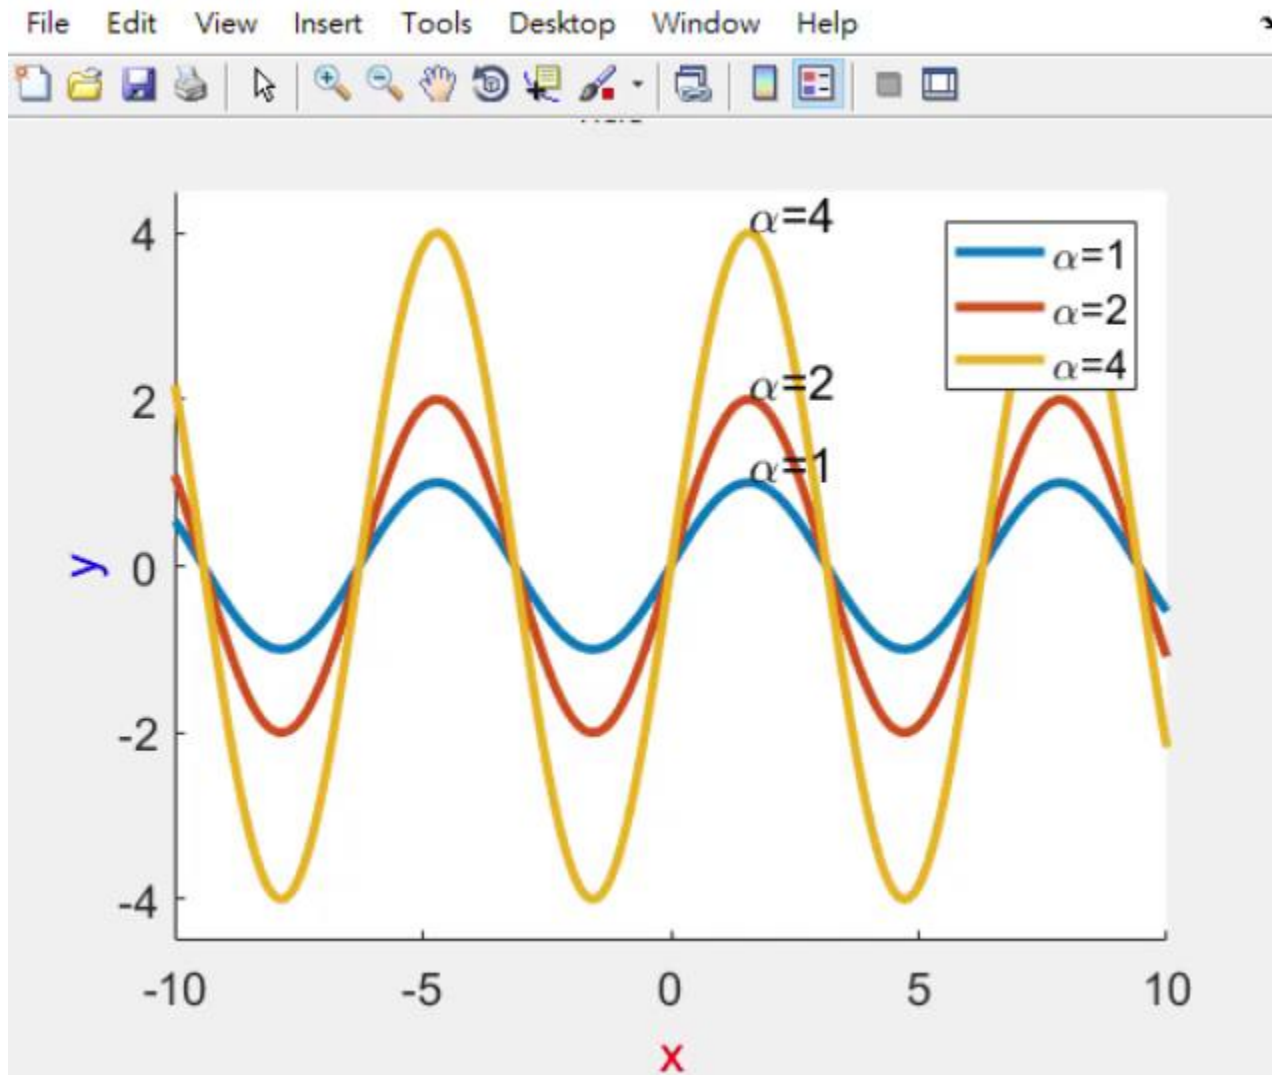 File Edit View Insert Tools Desktop Window Help
α=4
α=2
α=1
α=1
α=2
α=4
4
2
0
-2
-4
y
-10 -5 0 5 10
x